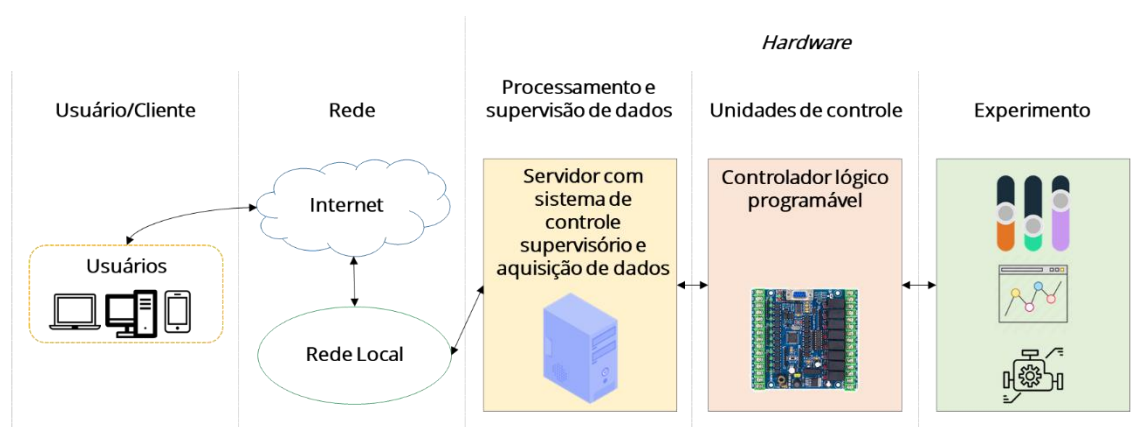 Hardware
Usuário/Cliente
Rede
Processamento e
supervisão de dados
Unidades de controle
Experimento
Usuários
Internet
Rede Local
Servidor com
sistema de
controle
supervisório e
aquisição de dados
Controlador lógico
programável